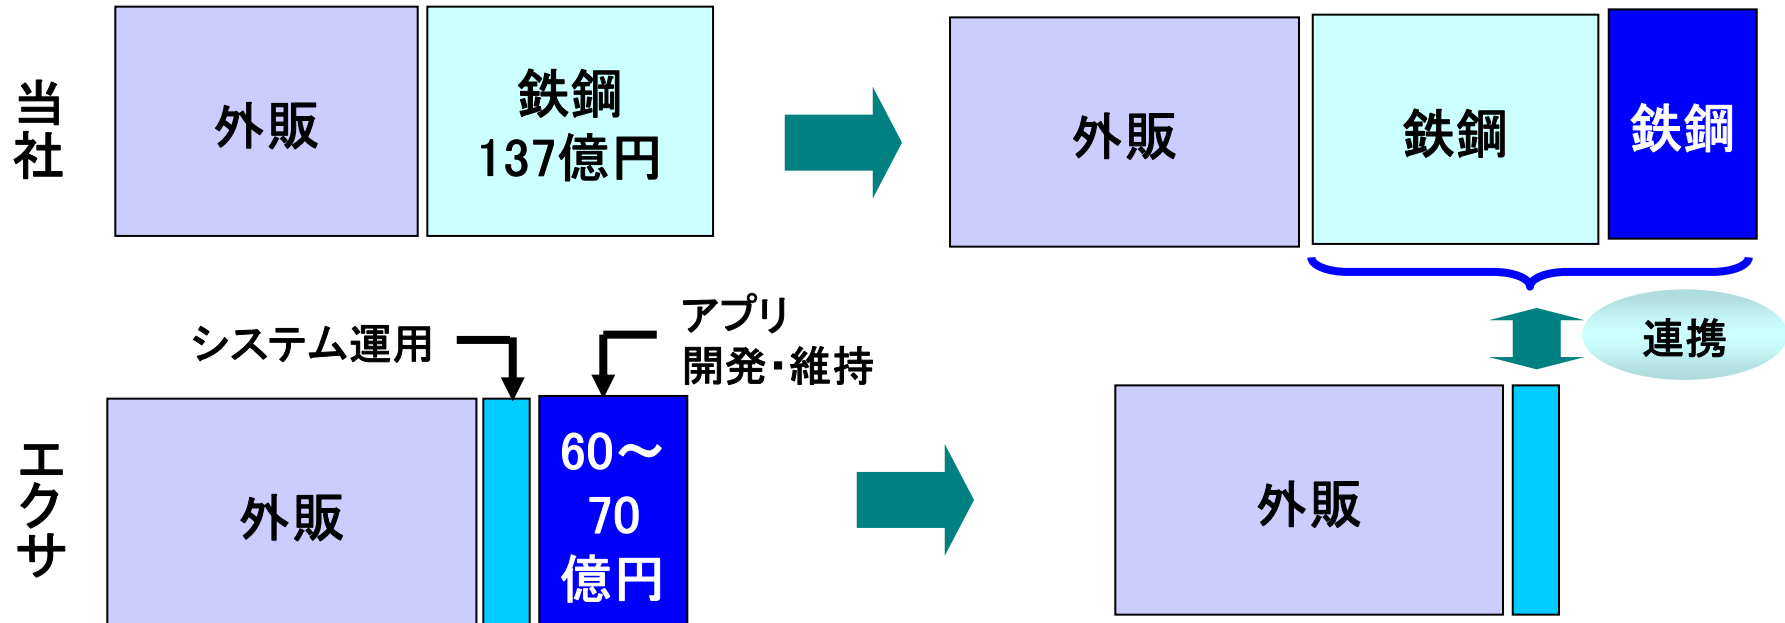 当社
外販
鉄鋼
137億円
外販
鉄鋼
鉄鋼
連携
システム運用
アプリ
開発・維持
エクサ
外販
60～
70
億円
外販